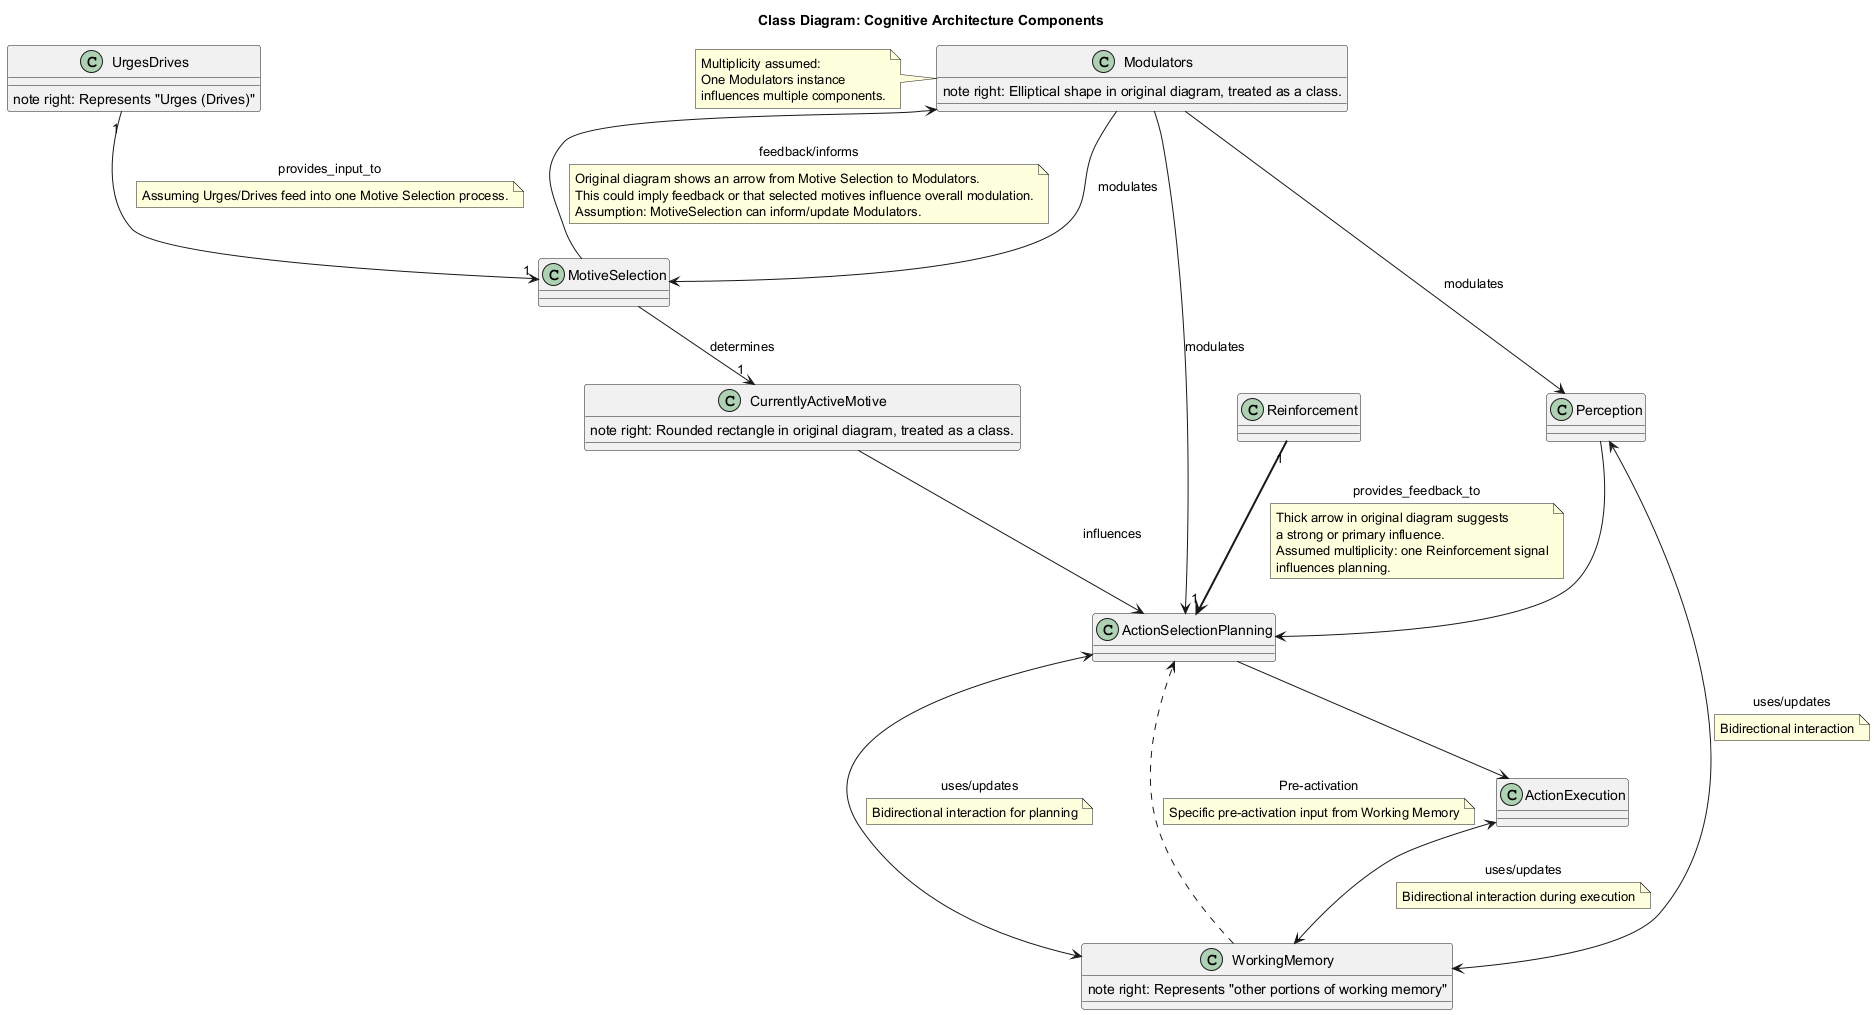 Class Diagram: Cognitive Architecture Components
C UrgesDrives
note right: Represents "Urges (Drives)"
Multiplicity assumed:
One Modulators instance
influences multiple components.
C Modulators
note right: Elliptical shape in original diagram, treated as a class.
1
provides_input_to
Assuming Urges/Drives feed into one Motive Selection process.
feedback/informs
Original diagram shows an arrow from Motive Selection to Modulators.
This could imply feedback or that selected motives influence overall modulation.
Assumption: MotiveSelection can inform/update Modulators.
modulates
1
C MotiveSelection
modulates
determines
modulates
1
C CurrentlyActiveMotive
note right: Rounded rectangle in original diagram, treated as a class.
C Reinforcement
C Perception
1
provides_feedback_to
Thick arrow in original diagram suggests
a strong or primary influence.
Assumed multiplicity: one Reinforcement signal
influences planning.
influences
1
C ActionSelectionPlanning
uses/updates
Bidirectional interaction
uses/updates
Bidirectional interaction for planning
Pre-activation
Specific pre-activation input from Working Memory
C ActionExecution
uses/updates
Bidirectional interaction during execution
C WorkingMemory
note right: Represents "other portions of working memory"